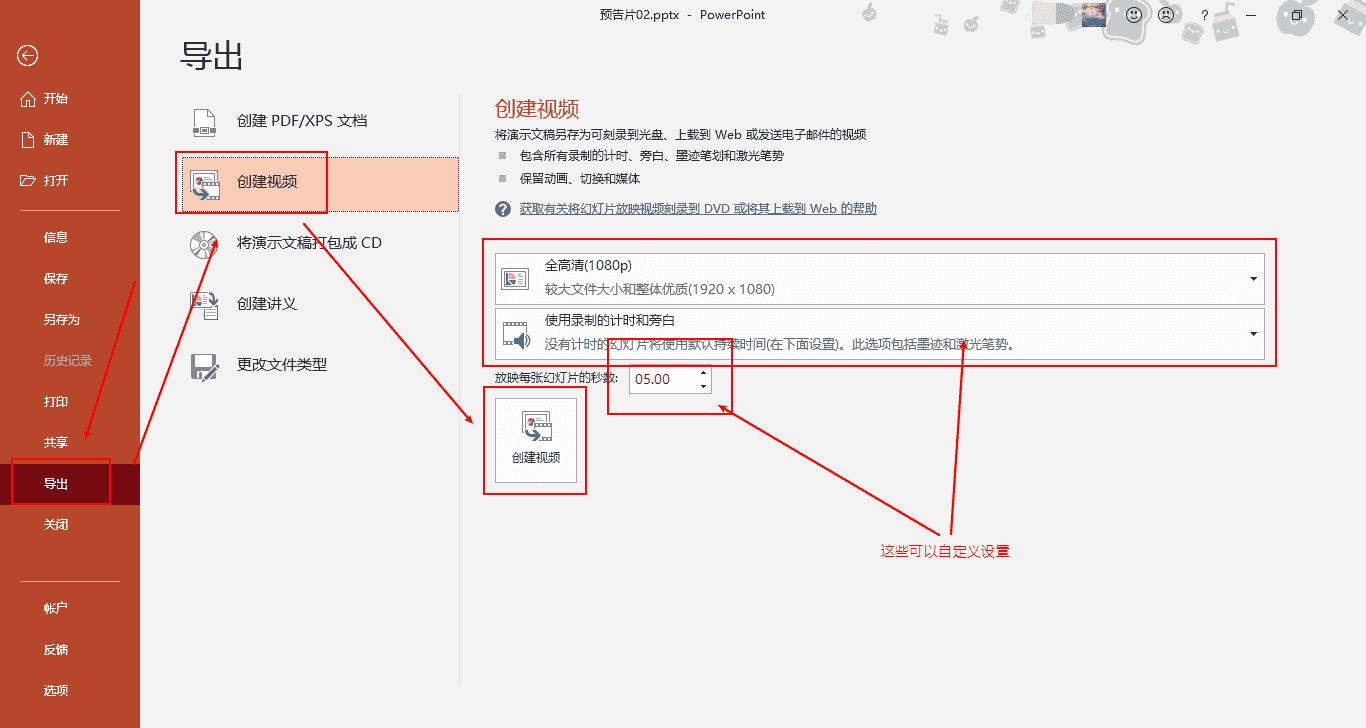 预告片02.pptx - PowerPoint
?
导出
开始
新建
打开
信息
保存
另存为
历史记录
打印
共享
导出
关闭
帐户
反馈
选项
创建 PDF/XPS 文档
创建视频
将演示文稿打包成 CD
创建讲义
更改文件类型
创建视频
将演示文稿另存为可刻录到光盘、上载到 Web 或发送电子邮件的视频
包含所有录制的计时、旁白、墨迹笔划和激光笔势
保留动画、切换和媒体
获取有关将幻灯片放映视频刻录到 DVD 或将其上载到 Web 的帮助
全高清(1080p)
较大文件大小和整体优质(1920 x 1080)
使用录制的计时和旁白
没有计时的幻灯片将使用默认持续时间(在下面设置)。此选项包括墨迹和激光笔势。
放映每张幻灯片的秒数: 05.00
创建视频
这些可以自定义设置